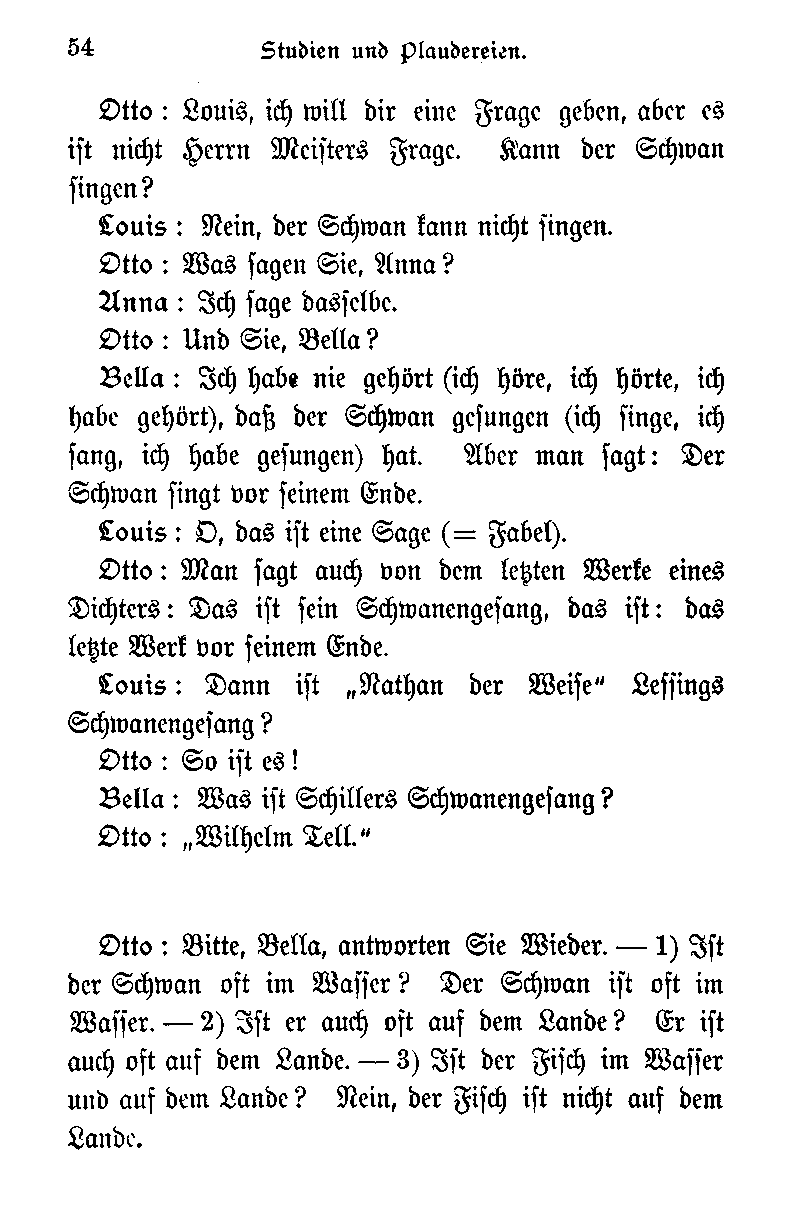 54 Studien und Plaudereien.
Otto : Louis, ich will dir eine Frage geben, aber es
ist nicht Herrn Meisters Frage. Kann der Schwan
singen?
Louis : Nein, der Schwan kann nicht singen.
Otto : Was sagen Sie, Anna?
Anna : Ich sage dasselbe.
Otto : Und Sie, Bella?
Bella : Ich habe nie gehört (ich höre, ich hörte, ich
habe gehört), daß der Schwan gesungen (ich singe, ich
sang, ich habe gesungen) hat. Aber man sagt: Der
Schwan singt vor seinem Ende.
Louis : O, das ist eine Sage (= Fabel).
Otto : Man sagt auch von dem letzten Werke eines
Dichters: Das ist sein Schwanengesang, das ist: das
letzte Werk vor seinem Ende.
Louis : Dann ist „Nathan der Weise“ Lessings
Schwanengesang?
Otto : So ist es!
Bella : Was ist Schillers Schwanengesang?
Otto : „Wilhelm Tell.“
Otto : Bitte, Bella, antworten Sie Wieder. — 1) Ist
der Schwan oft im Wasser? Der Schwan ist oft im
Wasser. — 2) Ist er auch oft auf dem Lande? Er ist
auch oft auf dem Lande. — 3) Ist der Fisch im Wasser
und auf dem Lande? Nein, der Fisch ist nicht auf dem
Lande.